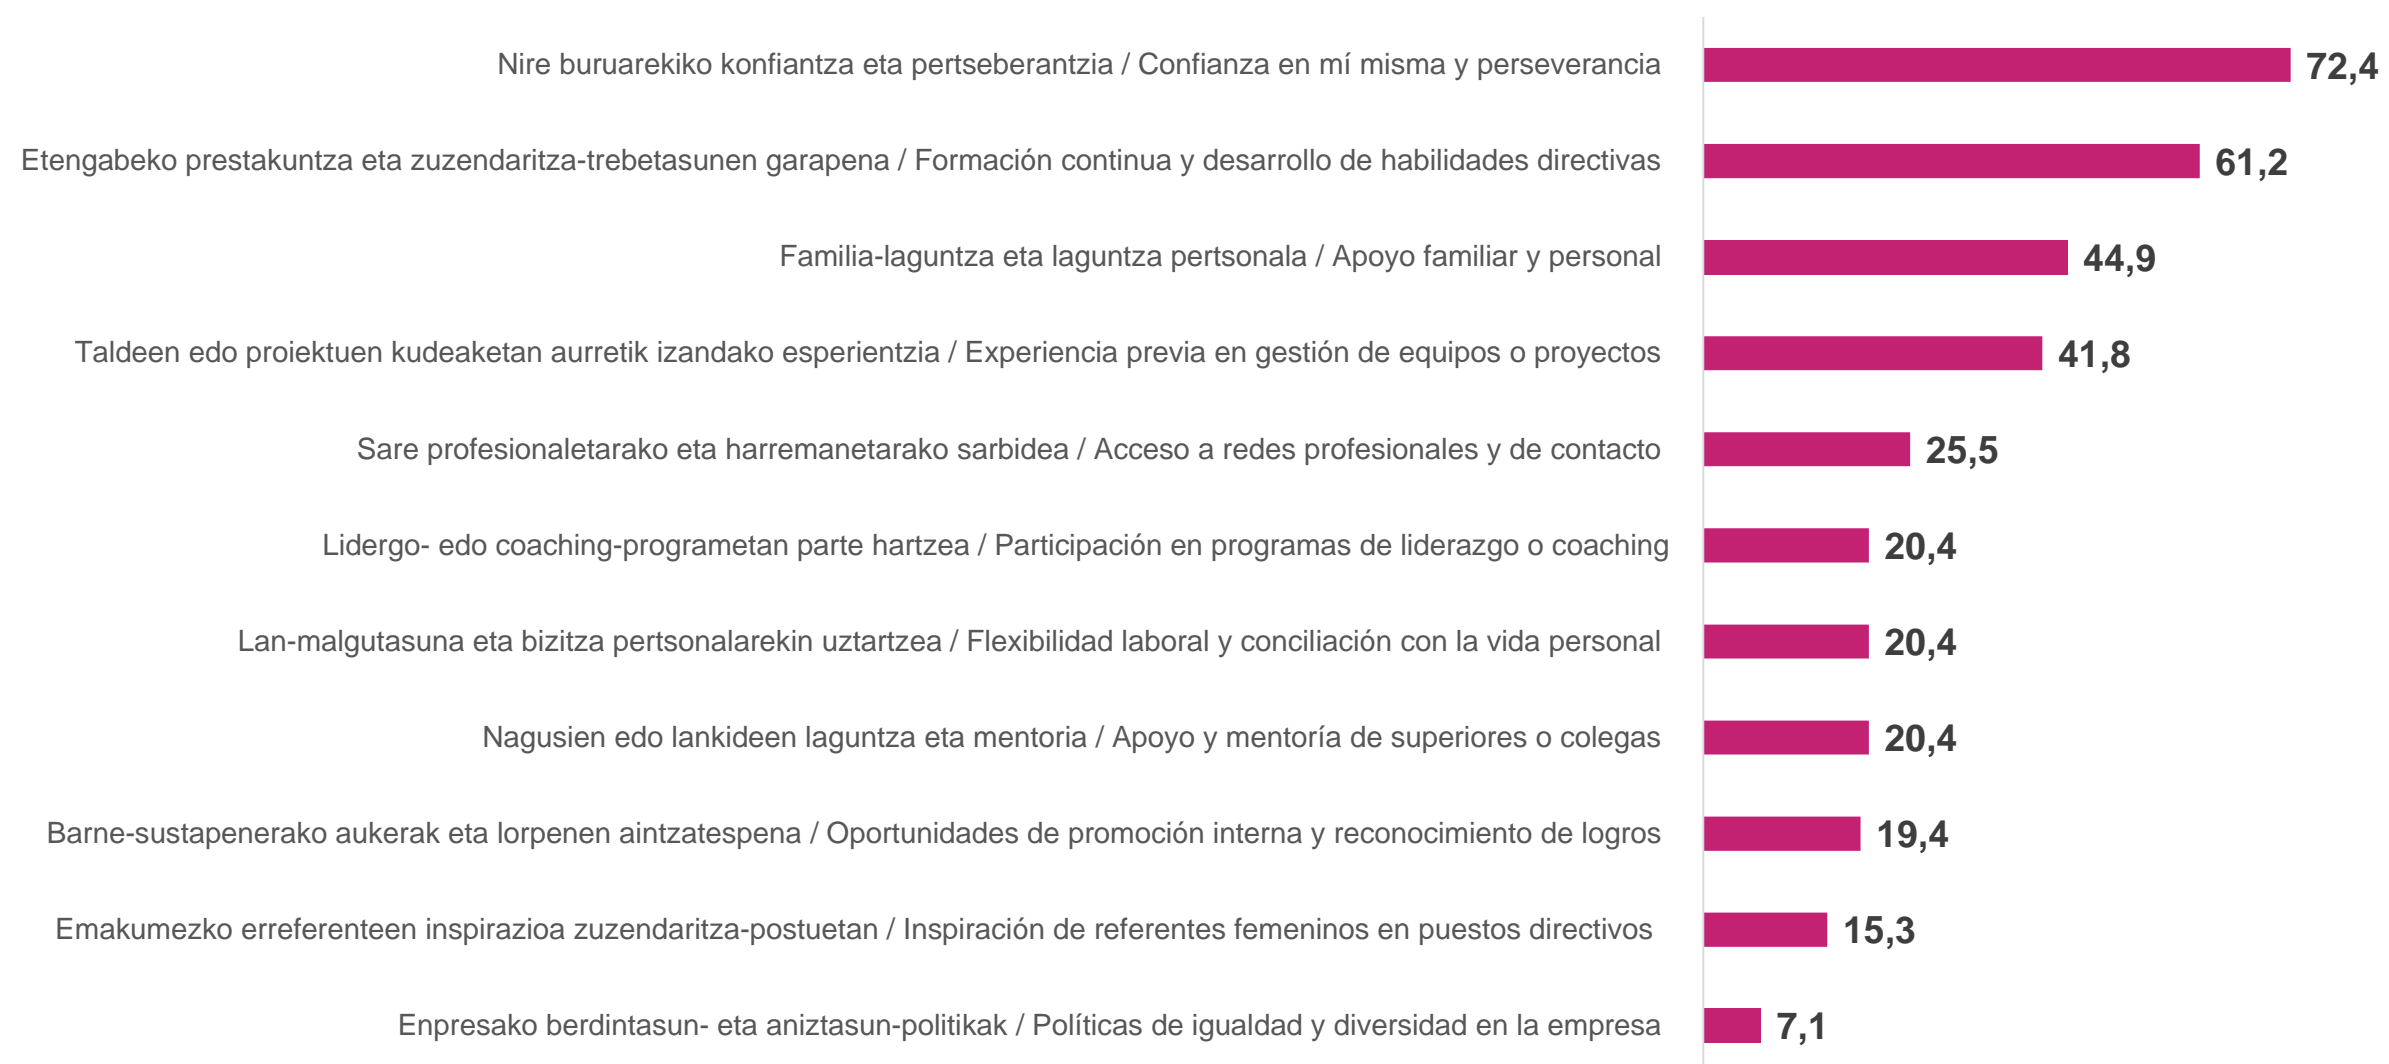 Nire buruarekiko konfiantza eta pertseberantzia / Confianza en mí misma y perseverancia 72,4
Etengabeko prestakuntza eta zuzendaritza-trebetasunen garapena / Formación continua y desarrollo de habilidades directivas 61,2
Familia-laguntza eta laguntza pertsonala / Apoyo familiar y personal 44,9
Taldeen edo proiektuen kudeaketan aurretik izandako esperientzia / Experiencia previa en gestión de equipos o proyectos 41,8
Sare profesionaletarako eta harremanetarako sarbidea / Acceso a redes profesionales y de contacto 25,5
Lidergo- edo coaching-programetan parte hartzea / Participación en programas de liderazgo o coaching 20,4
Lan-malgutasuna eta bizitza pertsonalarekin uztartzea / Flexibilidad laboral y conciliación con la vida personal 20,4
Nagusien edo lankideen laguntza eta mentoria / Apoyo y mentoría de superiores o colegas 20,4
Barne-sustapenerako aukerak eta lorpenen aintzatespena / Oportunidades de promoción interna y reconocimiento de logros 19,4
Emakumezko erreferenteen inspirazioa zuzendaritza-postuetan / Inspiración de referentes femeninos en puestos directivos 15,3
Enpresako berdintasun- eta aniztasun-politikak / Políticas de igualdad y diversidad en la empresa 7,1